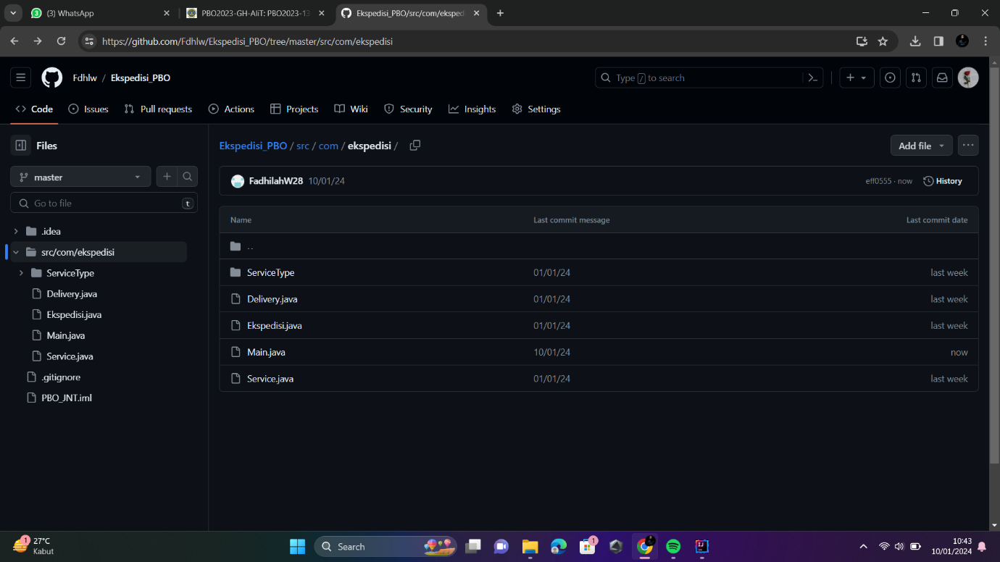 (3) WhatsApp
PBO2023-GH-AliT: PBO2023-13
Ekspedisi_PBO/src/com/eksped
https://github.com/Fdhlw/Ekspedisi_PBO/tree/master/src/com/ekspedisi
Fdhlw / Ekspedisi_PBO
Type / to search
Code
Issues
Pull requests
Actions
Projects
Wiki
Security
Insights
Settings
Files
Ekspedisi_PBO / src / com / ekspedisi /
Add file
master
FadhilahW28 10/01/24
eff0555 · now
History
Go to file
t
Name
Last commit message
Last commit date
.idea
..
src/com/ekspedisi
ServiceType
Delivery.java
Ekspedisi.java
Main.java
Service.java
.gitignore
PBO_JNT.iml
ServiceType 01/01/24 last week
Delivery.java 01/01/24 last week
Ekspedisi.java 01/01/24 last week
Main.java 10/01/24 now
Service.java 01/01/24 last week
1
27°C
Kabut
Search
1
10:43
10/01/2024